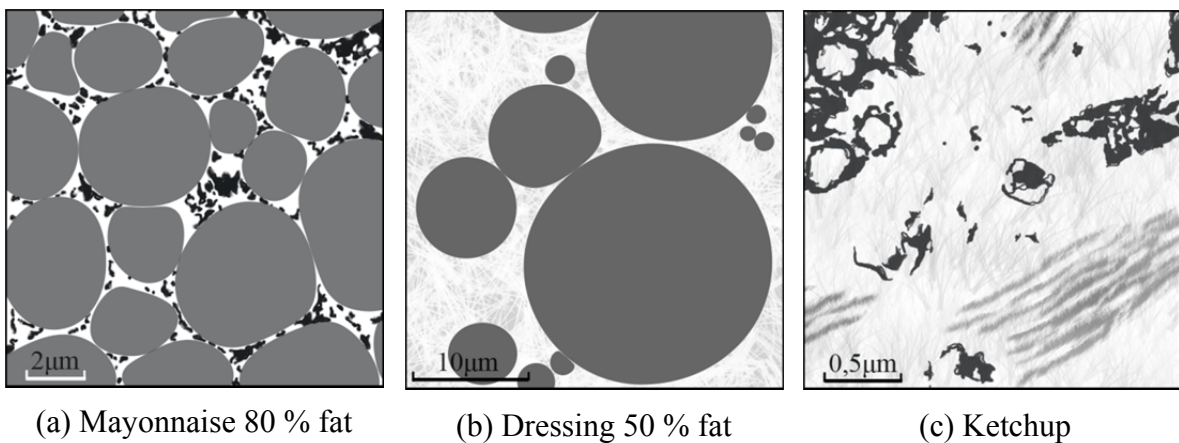 2μm
10μm
0,5μm
(a) Mayonnaise 80 % fat
(b) Dressing 50 % fat
(c) Ketchup